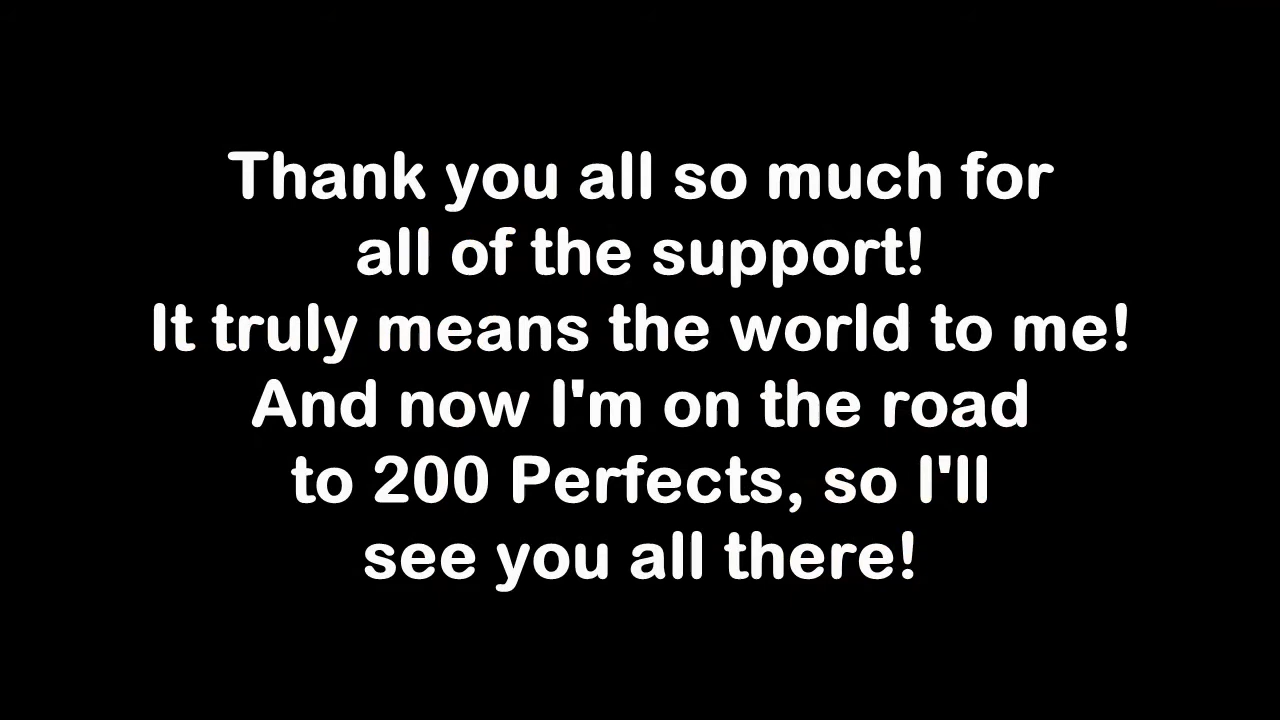 Thank you all so much for
all of the support!
It truly means the world to me!
And now I'm on the road
to 200 Perfects, so I'll
see you all there!